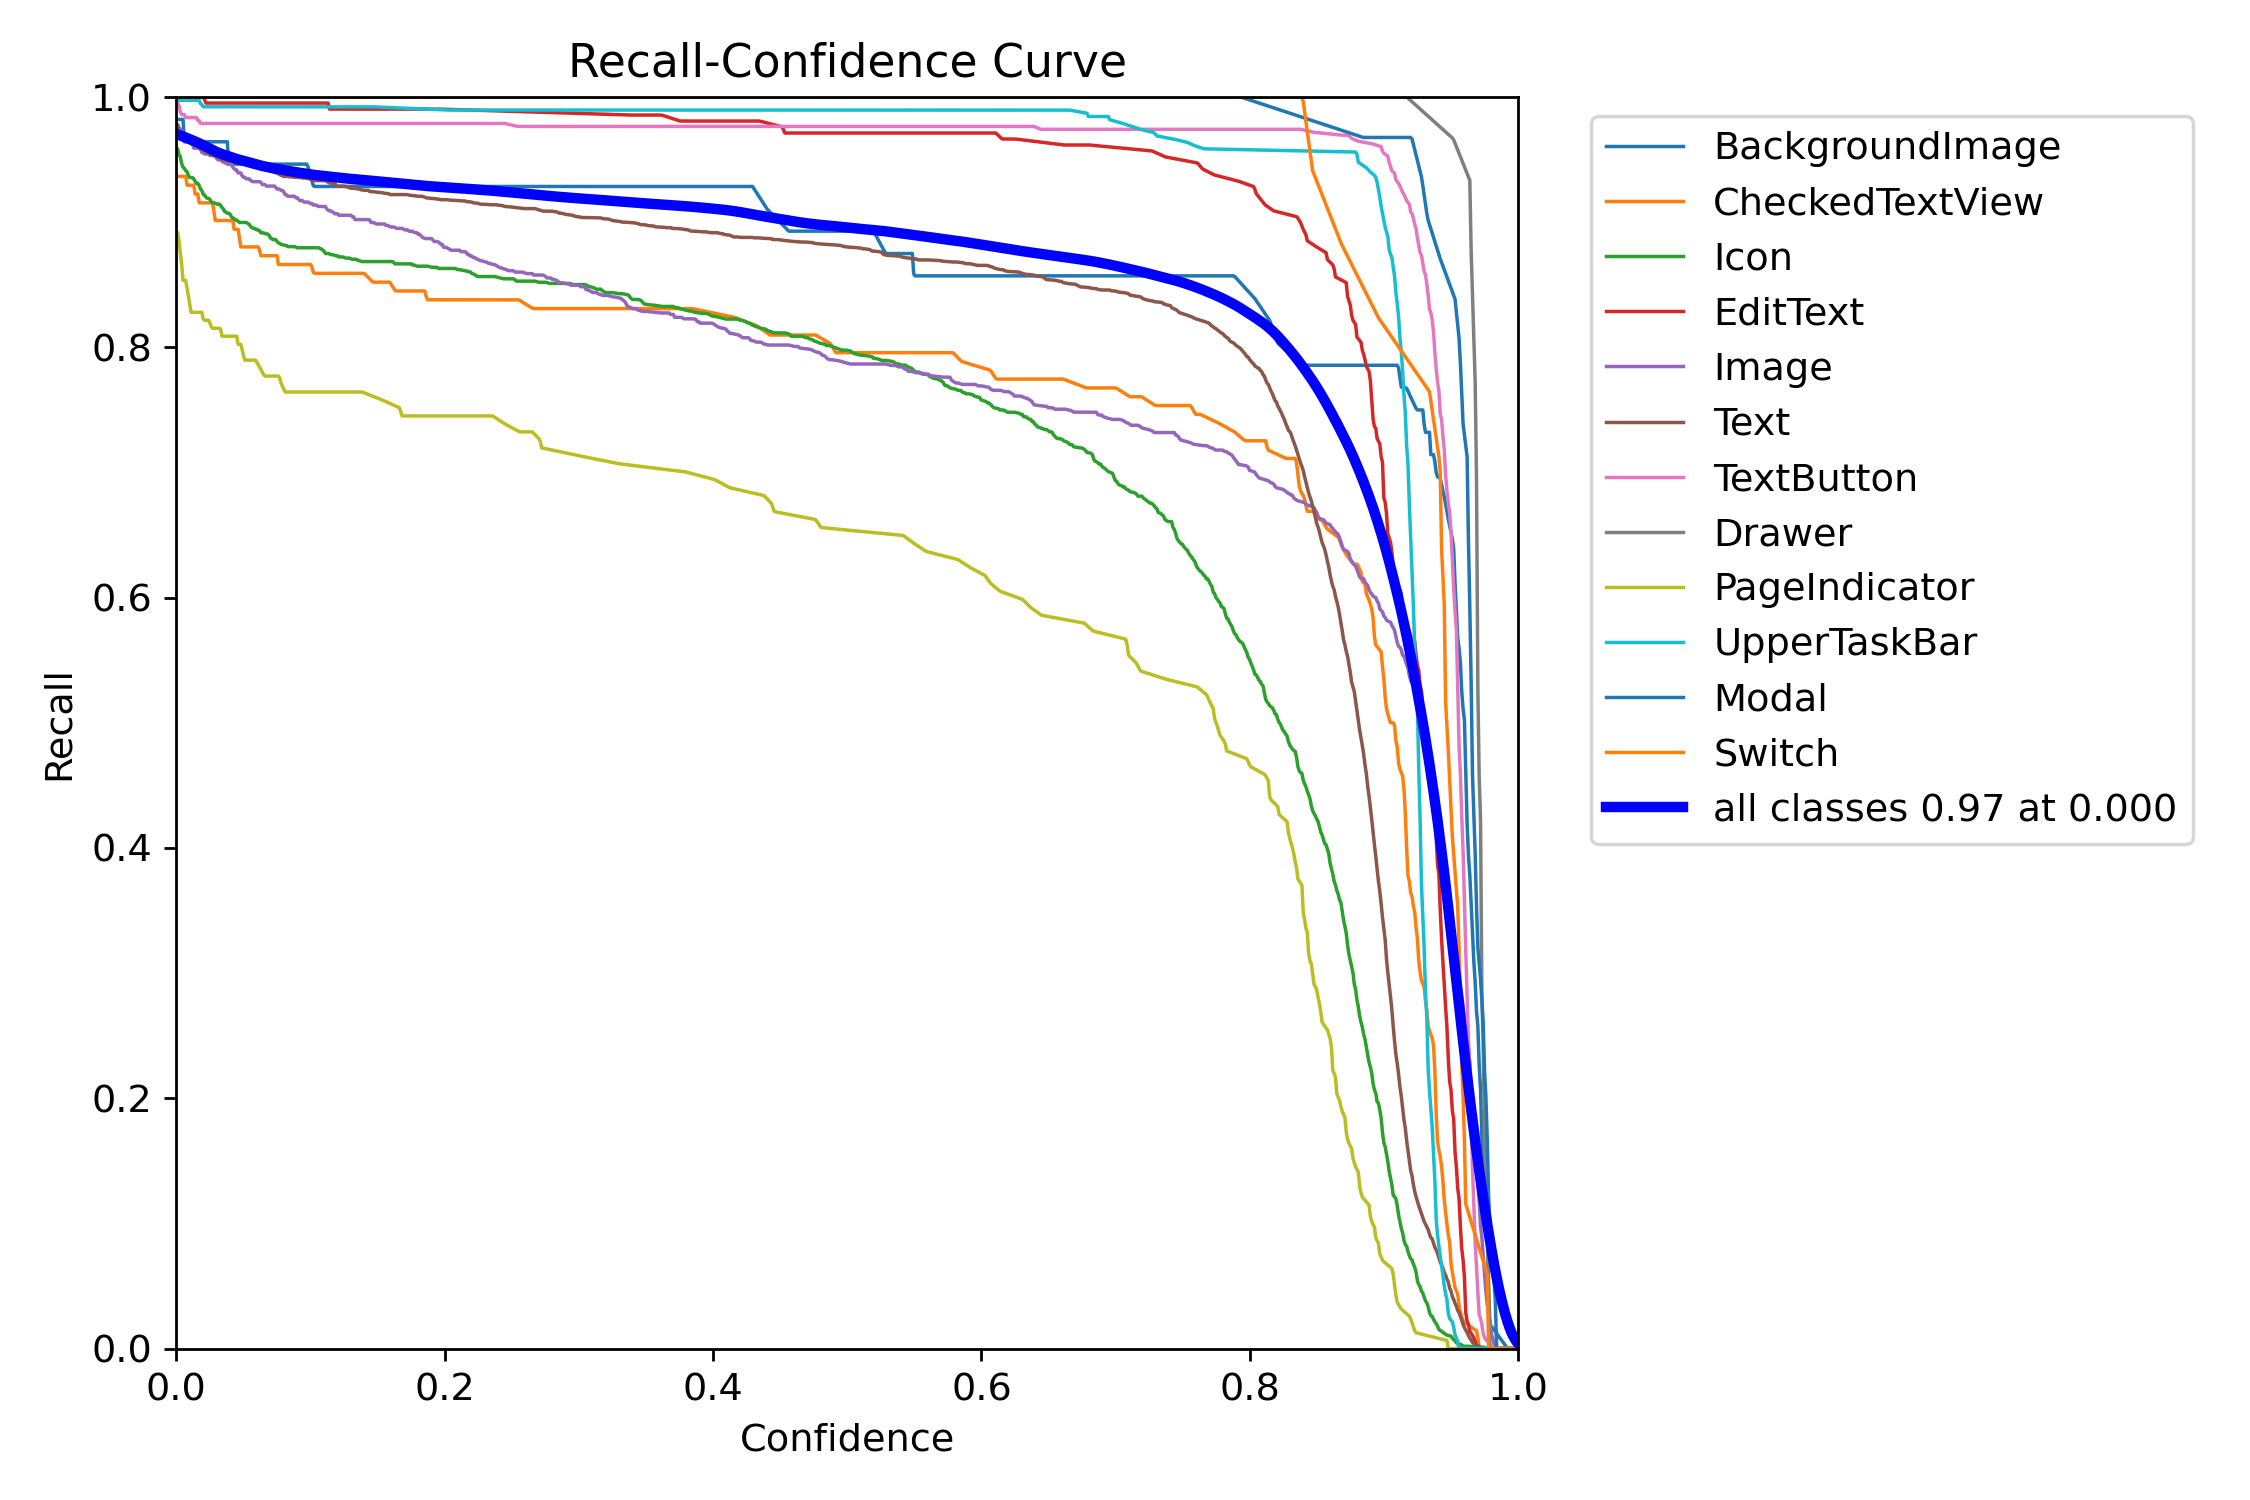 Recall-Confidence Curve
1.0
0.8
0.6
0.4
0.2
0.0
Recall
0.0 0.2 0.4 0.6 0.8 1.0
Confidence
BackgroundImage
CheckedTextView
Icon
EditText
Image
Text
TextButton
Drawer
PageIndicator
UpperTaskBar
Modal
Switch
all classes 0.97 at 0.000